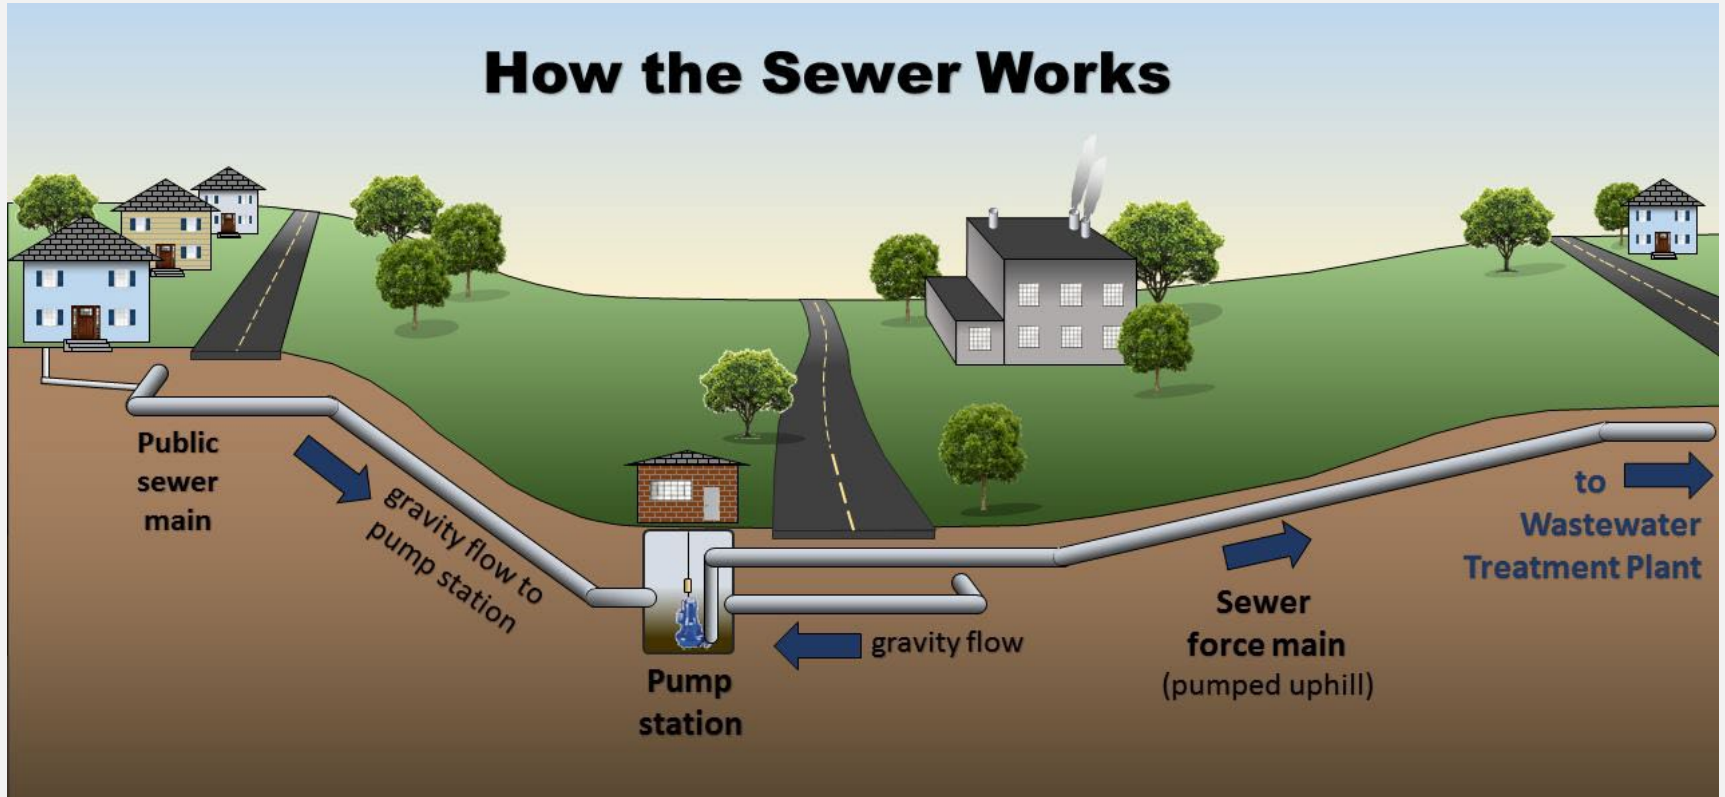 How the Sewer Works
Public
sewer
main
gravity flow to
pump station
Pump
station
gravity flow
Sewer
force main
(pumped uphill)
to
Wastewater
Treatment Plant